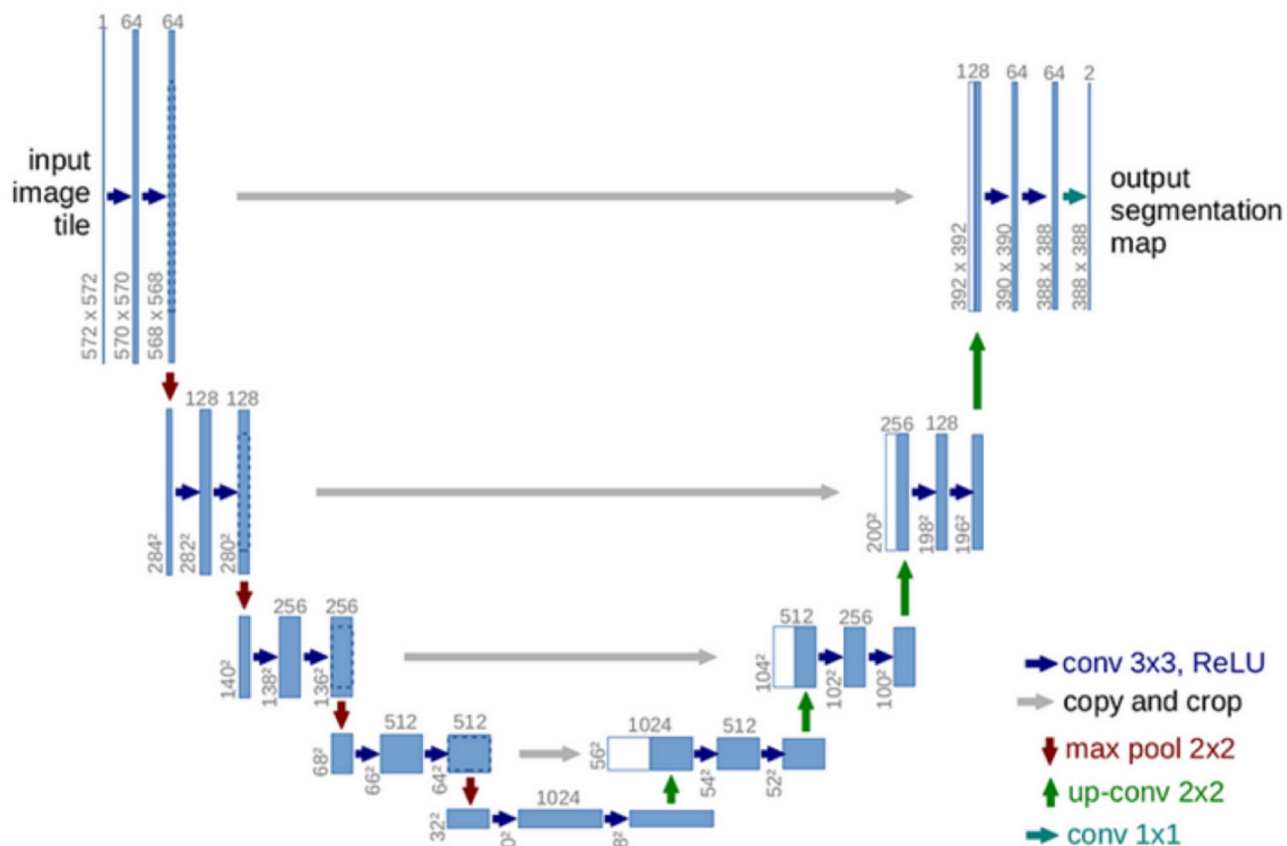 1 64 64
128 64 64 2
input
image
tile
output
segmentation
map
572 x 572
570 x 570
568 x 568
392 x 392
390 x 390
388 x 388
388 x 388
128 128
256 128
284²
282²
280²
200²
198²
196²
256 256
512 256
140²
138²
136²
104²
102²
100²
conv 3x3, ReLU
copy and crop
max pool 2x2
up-conv 2x2
conv 1x1
512 512
1024 512
68²
66²
64²
56²
54²
52²
1024
32²